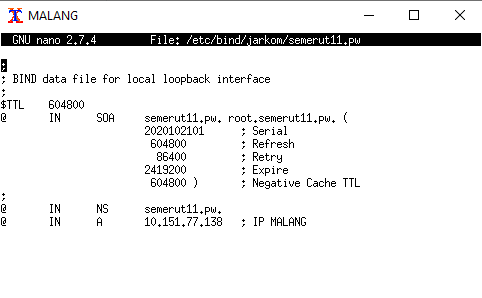 MALANG
GNU nano 2.7.4 File: /etc/bind/jarkom/semerut11.pw
;
; BIND data file for local loopback interface
;
$TTL 604800
@ IN SOA semerut11.pw. root.semerut11.pw. (
2020102101 ; Serial
604800 ; Refresh
86400 ; Retry
2419200 ; Expire
604800 ) ; Negative Cache TTL
;
@ IN NS semerut11.pw.
@ IN A 10.151.77.138 ; IP MALANG